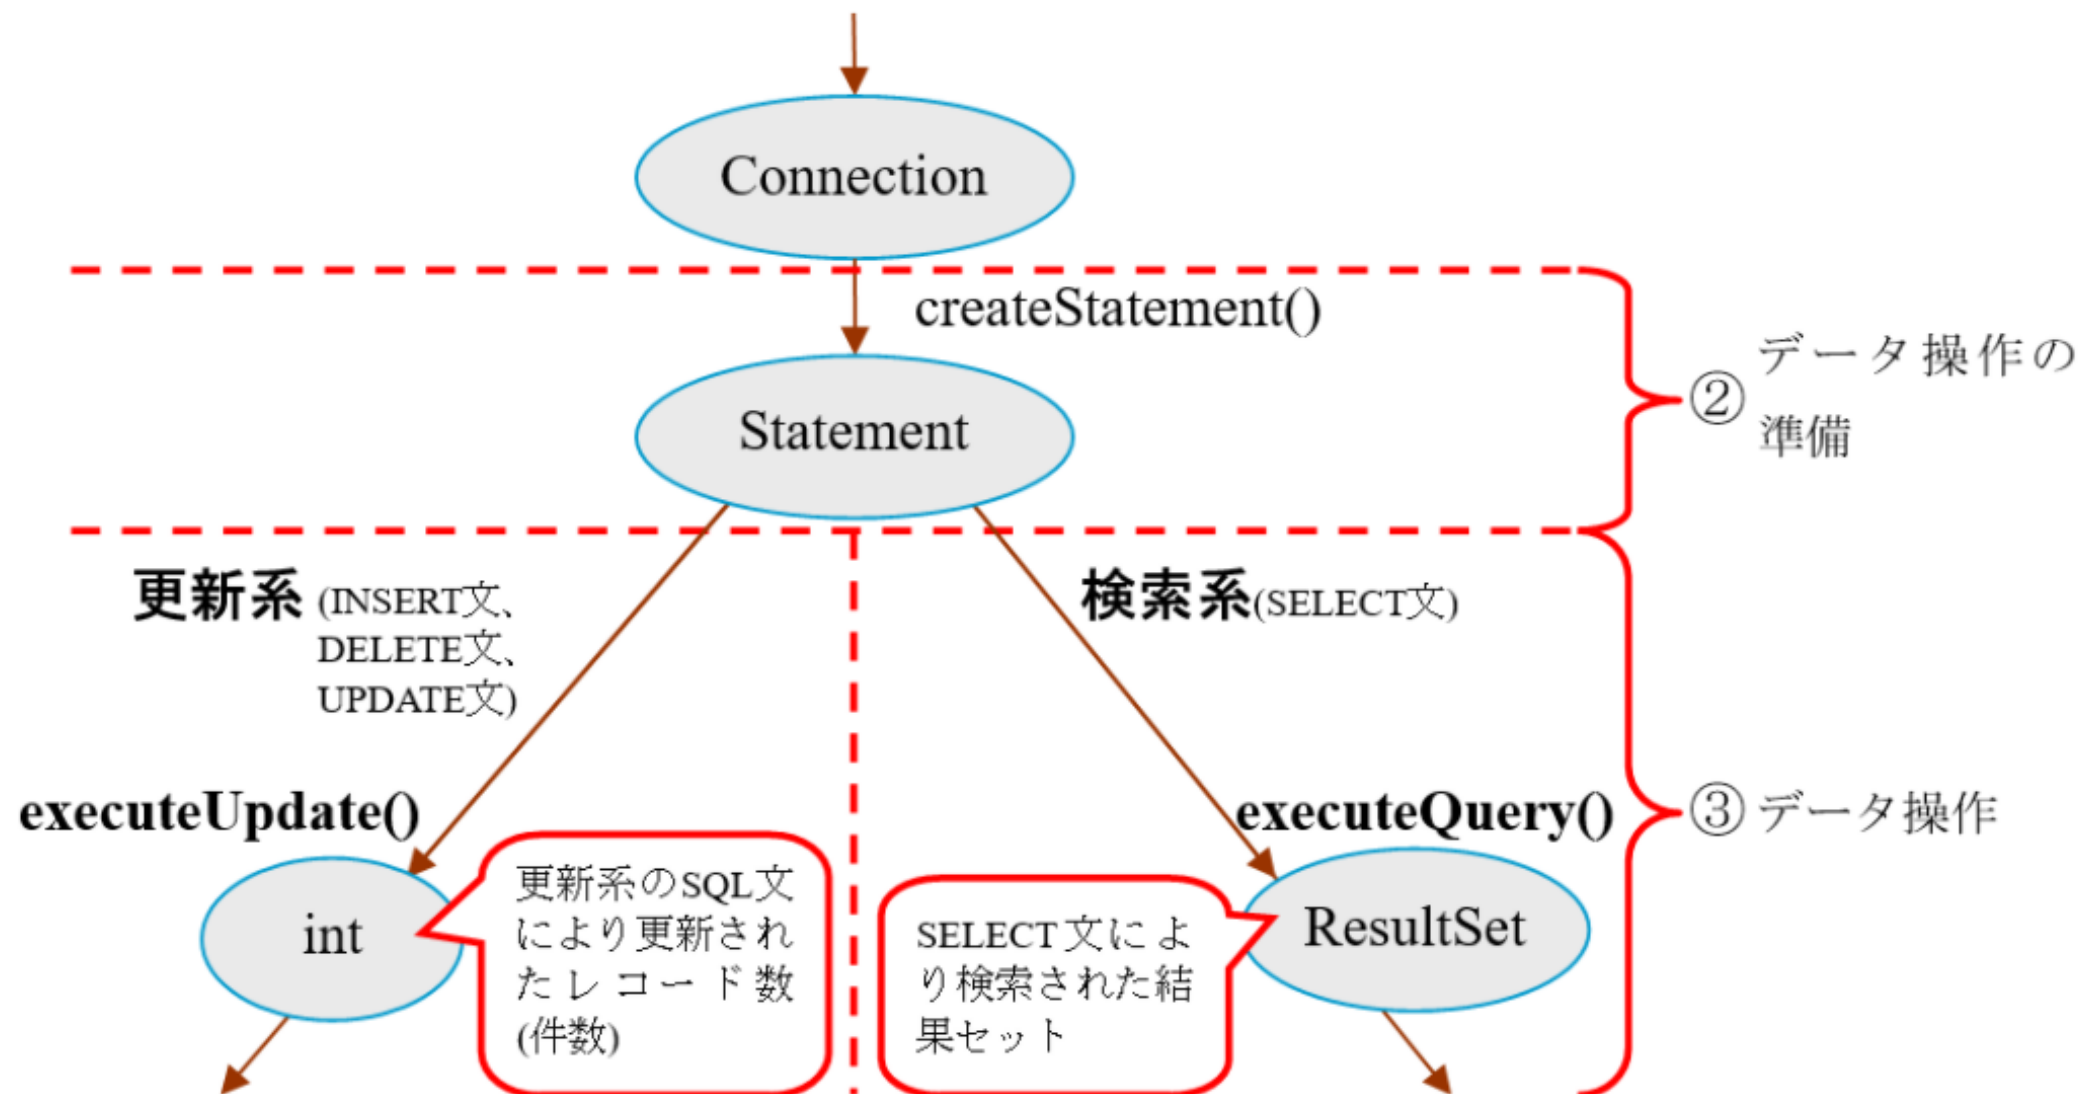 Connection
createStatement()
Statement
② データ操作の
準備
更新系 (INSERT文、
DELETE文、
UPDATE文)
検索系(SELECT文)
executeUpdate()
executeQuery()
③ データ操作
int
更新系のSQL文
により更新され
たレコード数
(件数)
SELECT文によ
り検索された結
果セット
ResultSet